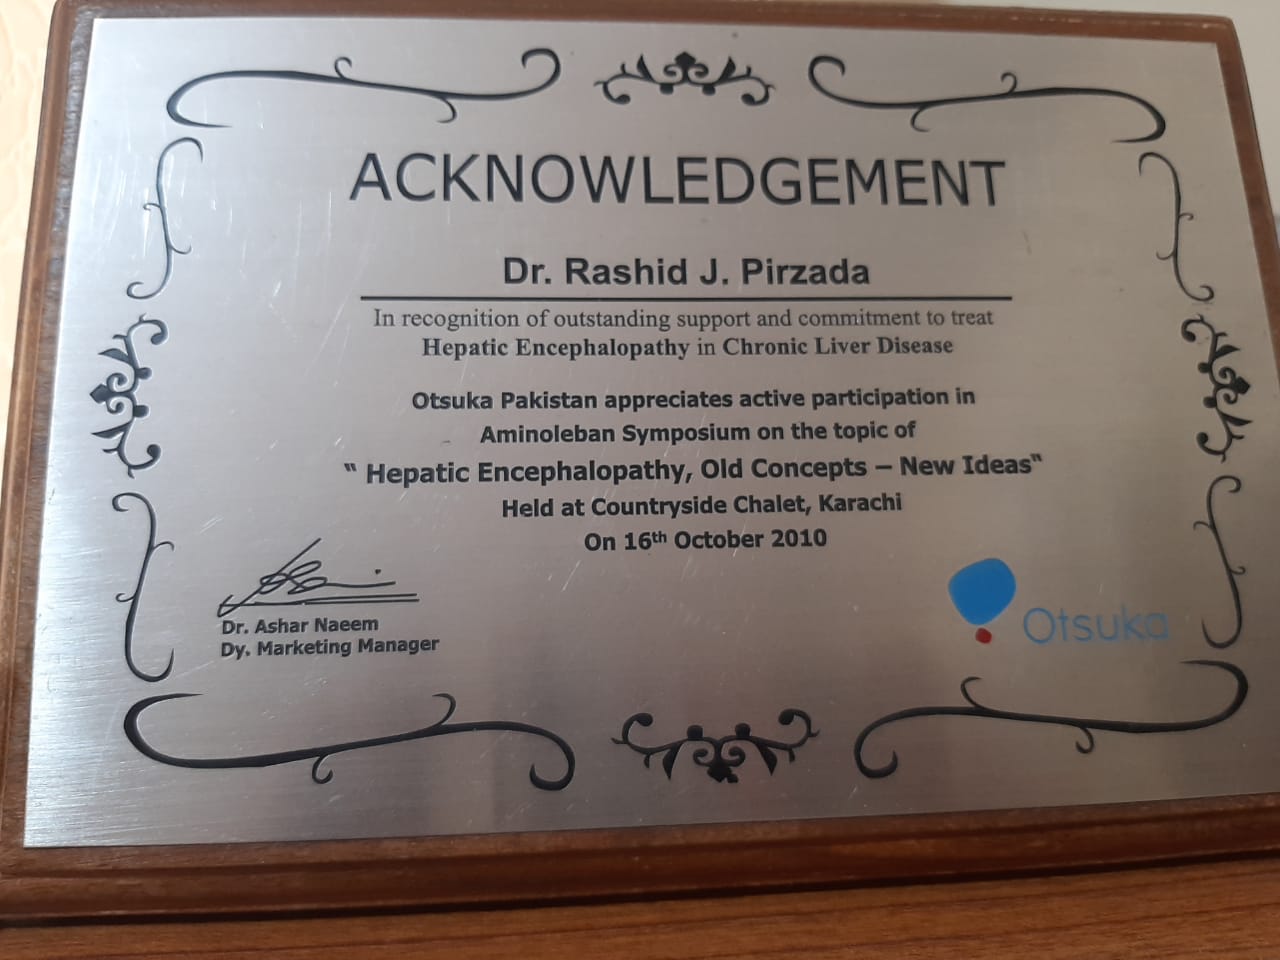 ACKNOWLEDGEMENT
Dr. Rashid J. Pirzada
In recognition of outstanding support and commitment to treat
Hepatic Encephalopathy in Chronic Liver Disease
Otsuka Pakistan appreciates active participation in
Aminoleban Symposium on the topic of
" Hepatic Encephalopathy, Old Concepts – New Ideas"
Held at Countryside Chalet, Karachi
On 16th October 2010
Dr. Ashar Naeem
Dy. Marketing Manager
Otsuka